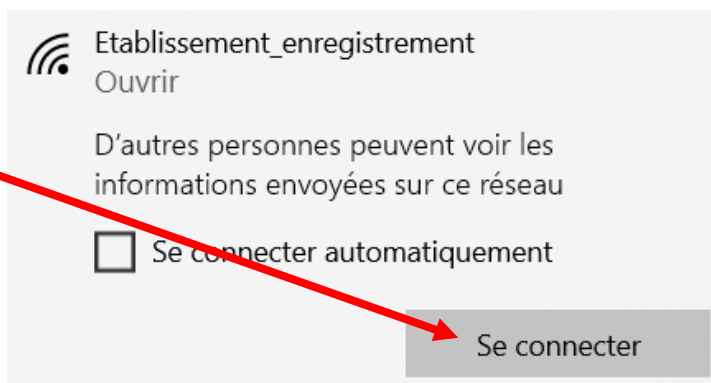 Etablissement_enregistrement
Ouvrir
D'autres personnes peuvent voir les
informations envoyées sur ce réseau
Se connecter automatiquement
Se connecter